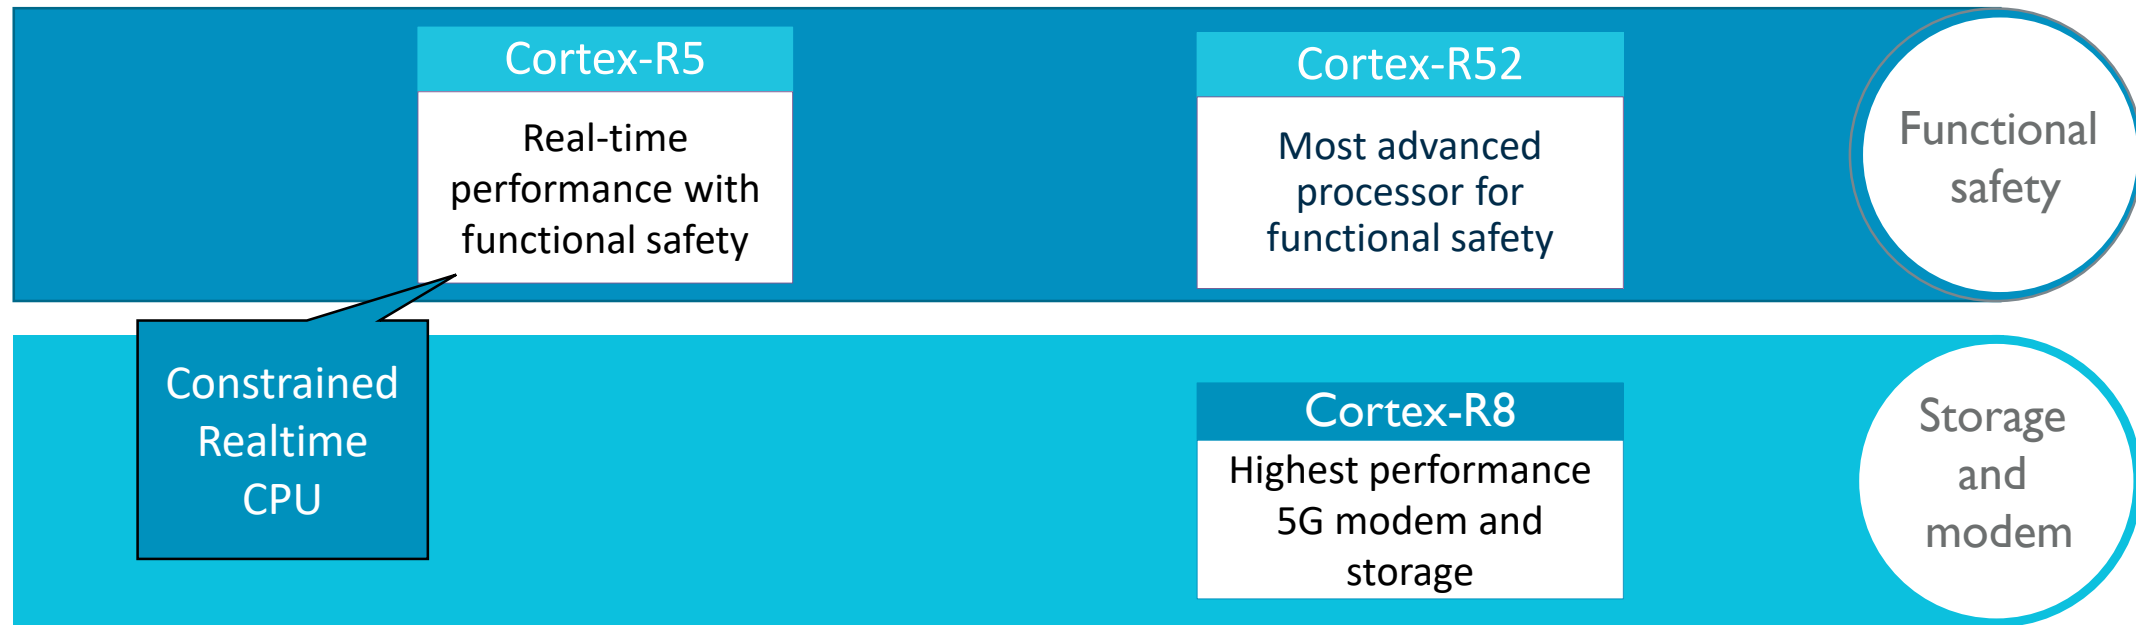 Cortex-R5
Real-time
performance with
functional safety
Cortex-R52
Most advanced
processor for
functional safety
Functional
safety
Constrained
Realtime
CPU
Cortex-R8
Highest performance
5G modem and
storage
Storage
and
modem